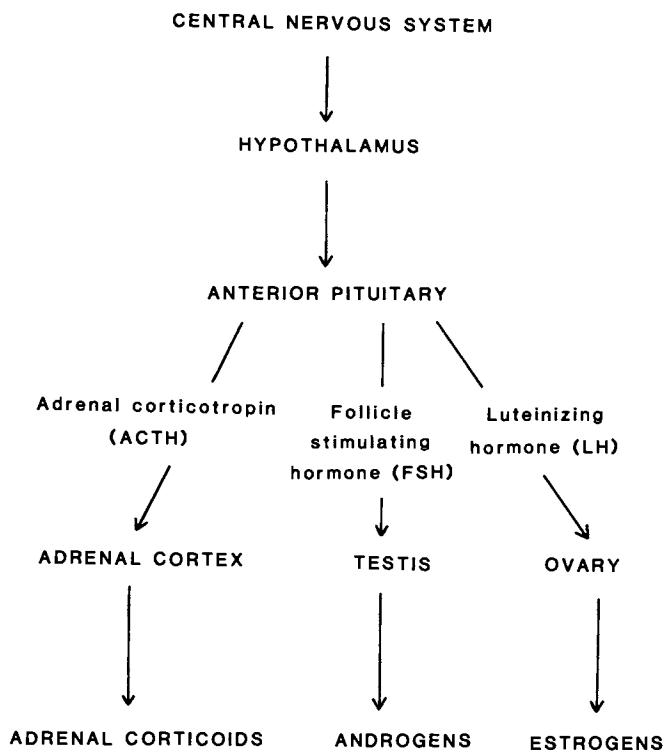 CENTRAL NERVOUS SYSTEM
HYPOTHALAMUS
ANTERIOR PITUITARY
Adrenal corticotropin
(ACTH)
Follicle
stimulating
hormone (FSH)
Luteinizing
hormone (LH)
ADRENAL CORTEX
TESTIS
OVARY
ADRENAL CORTICOIDS
ANDROGENS
ESTROGENS